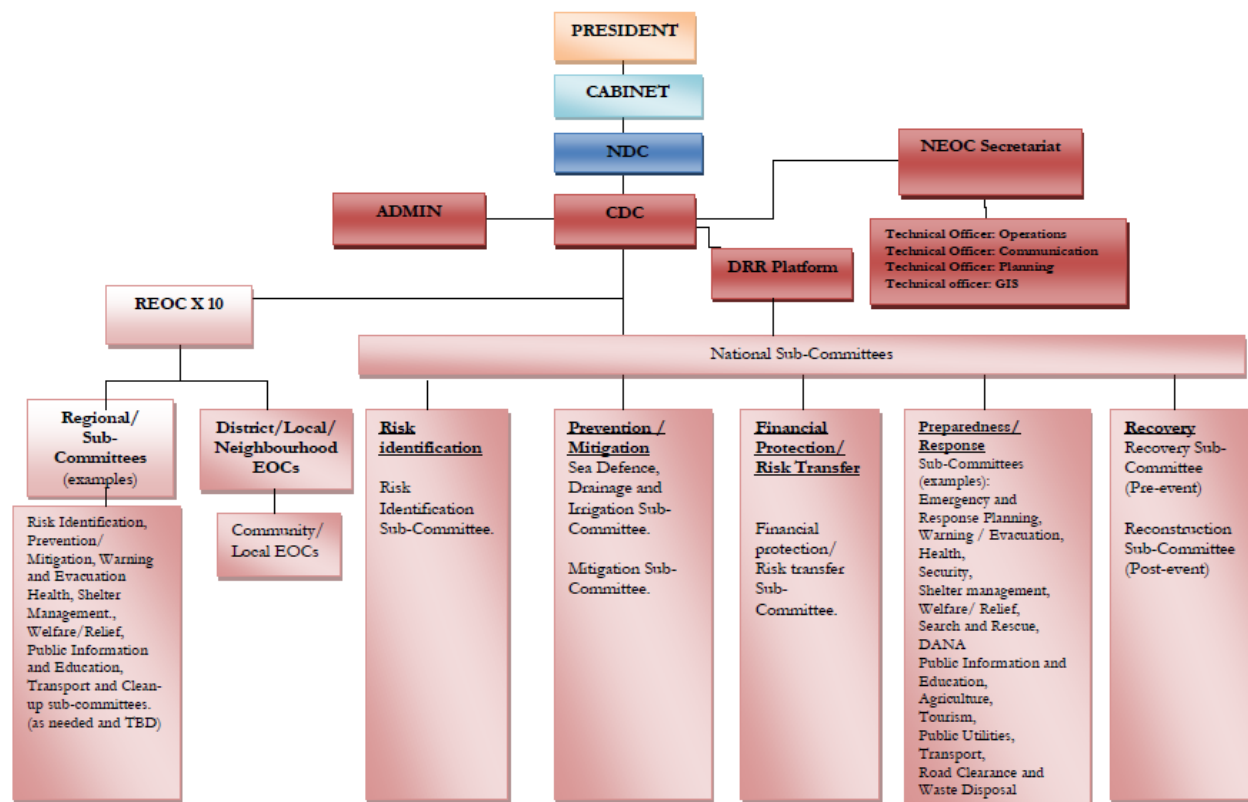 PRESIDENT
CABINET
NDC
NEOC Secretariat
ADMIN
CDC
Technical Officer: Operations
Technical Officer: Communication
Technical Officer: Planning
Technical officer: GIS
DRR Platform
REOC X 10
National Sub-Committees
Regional/
Sub-
Committees
(examples)
District/Local/
Neighbourhood
EOCs
Risk
identification
Risk
Identification
Sub-Committee.
Prevention /
Mitigation
Sea Defence,
Drainage and
Irrigation Sub-
Committee.
Mitigation Sub-
Committee.
Financial
Protection/
Risk Transfer
Financial
protection/
Risk transfer
Sub-
Committee.
Preparedness/
Response
Sub-Committees
(examples):
Emergency and
Response Planning,
Warning / Evacuation,
Health,
Security,
Shelter management,
Welfare/ Relief,
Search and Rescue,
DANA
Public Information and
Education,
Agriculture,
Tourism,
Public Utilities,
Transport,
Road Clearance and
Waste Disposal
Recovery
Recovery Sub-
Committee
(Pre-event)
Reconstruction
Sub-Committee
(Post-event)
Risk Identification,
Prevention/
Mitigation, Warning
and Evacuation
Health, Shelter
Management.,
Welfare/Relief,
Public Information
and Education,
Transport and Clean-
up sub-committees.
(as needed and TBD)
Community/
Local EOCs